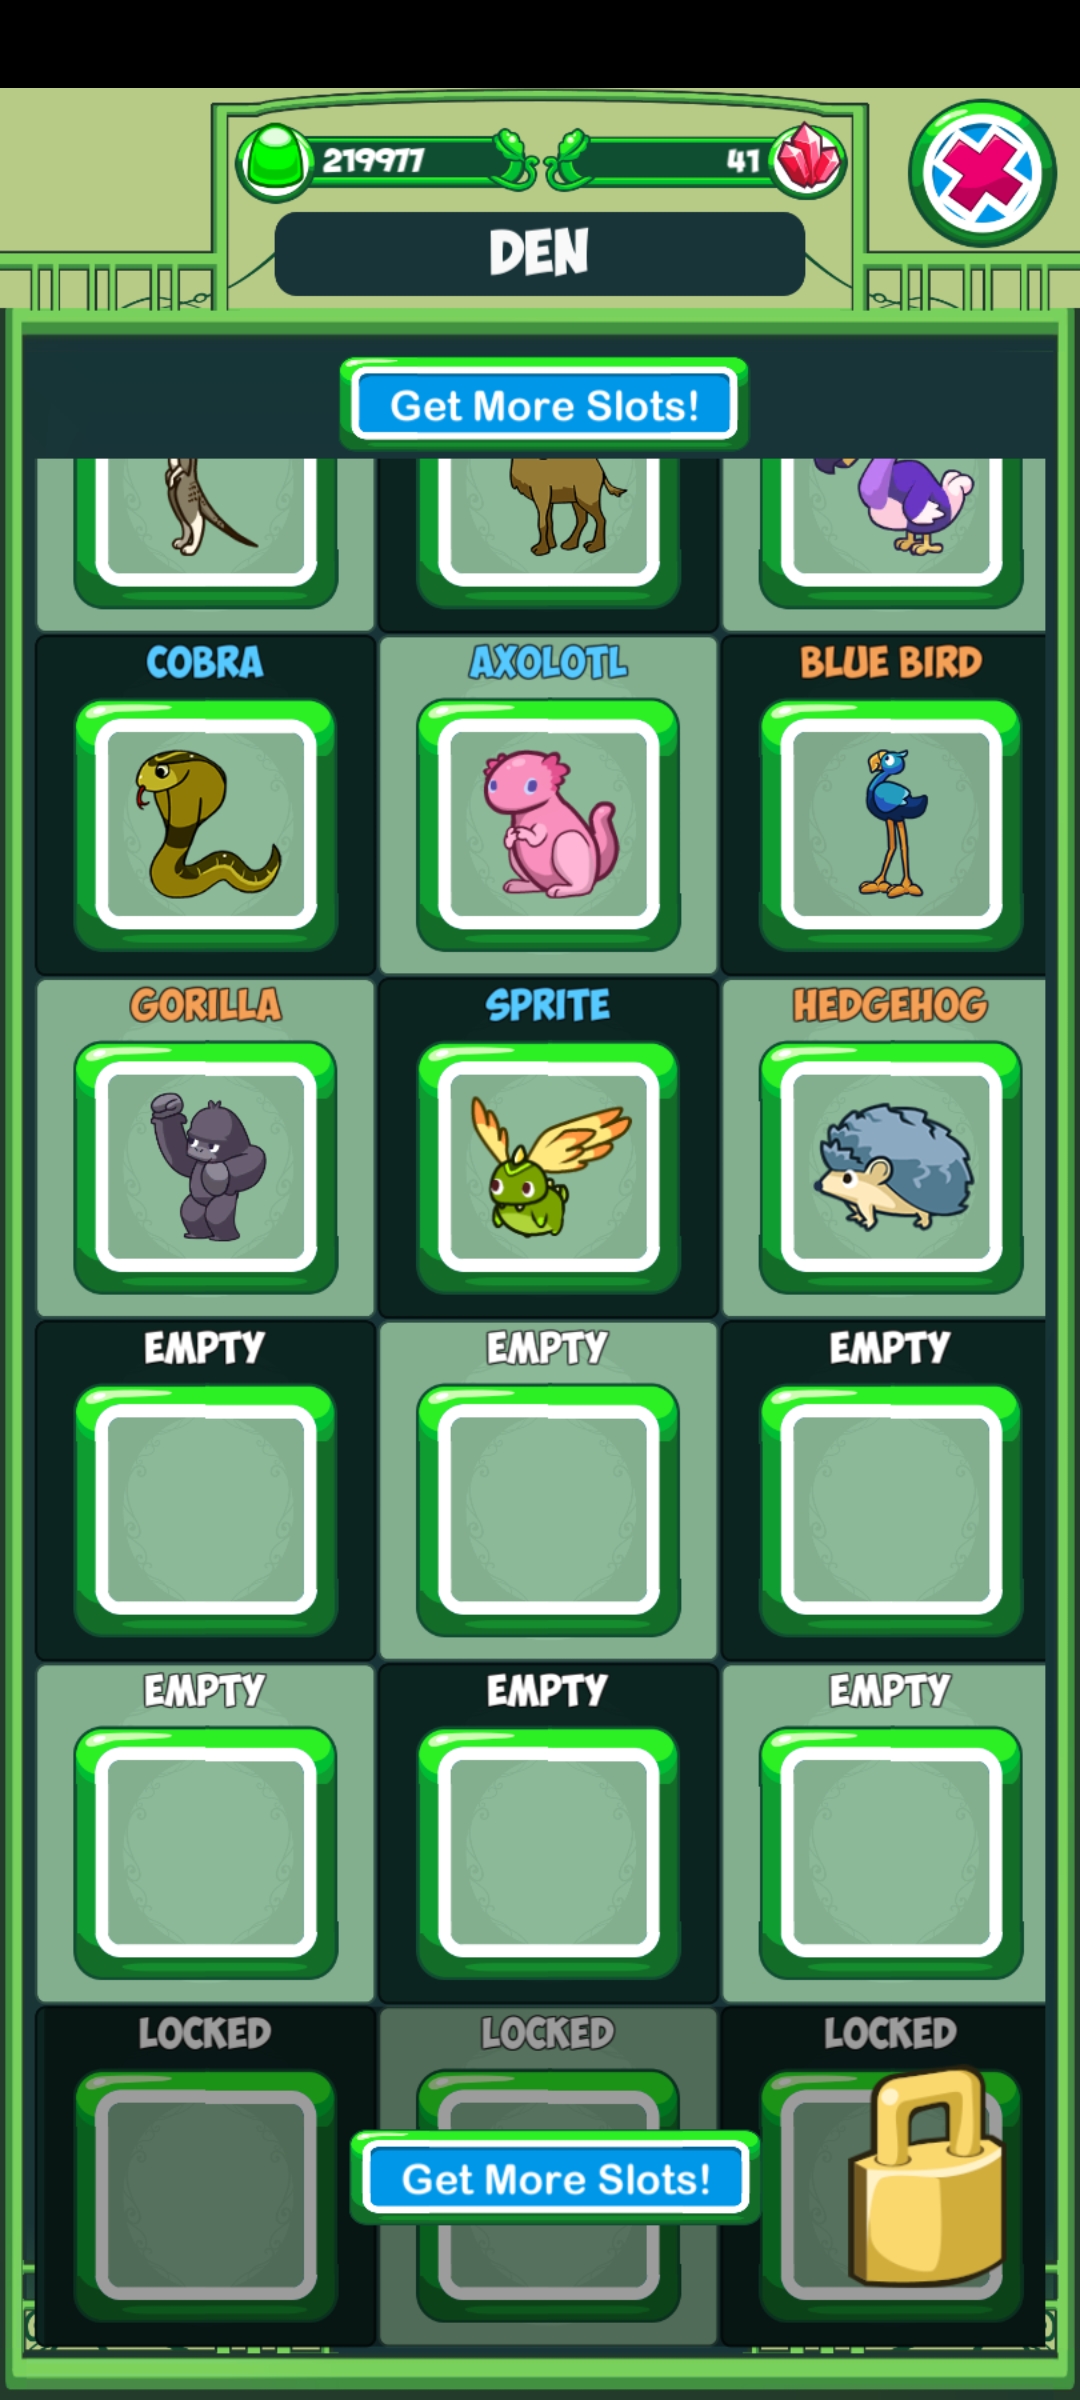 219977
41
DEN
Get More Slots!
COBRA
AXOLOTL
BLUE BIRD
GORILLA
SPRITE
HEDGEHOG
EMPTY
EMPTY
EMPTY
EMPTY
EMPTY
EMPTY
LOCKED
LOCKED
LOCKED
Get More Slots!